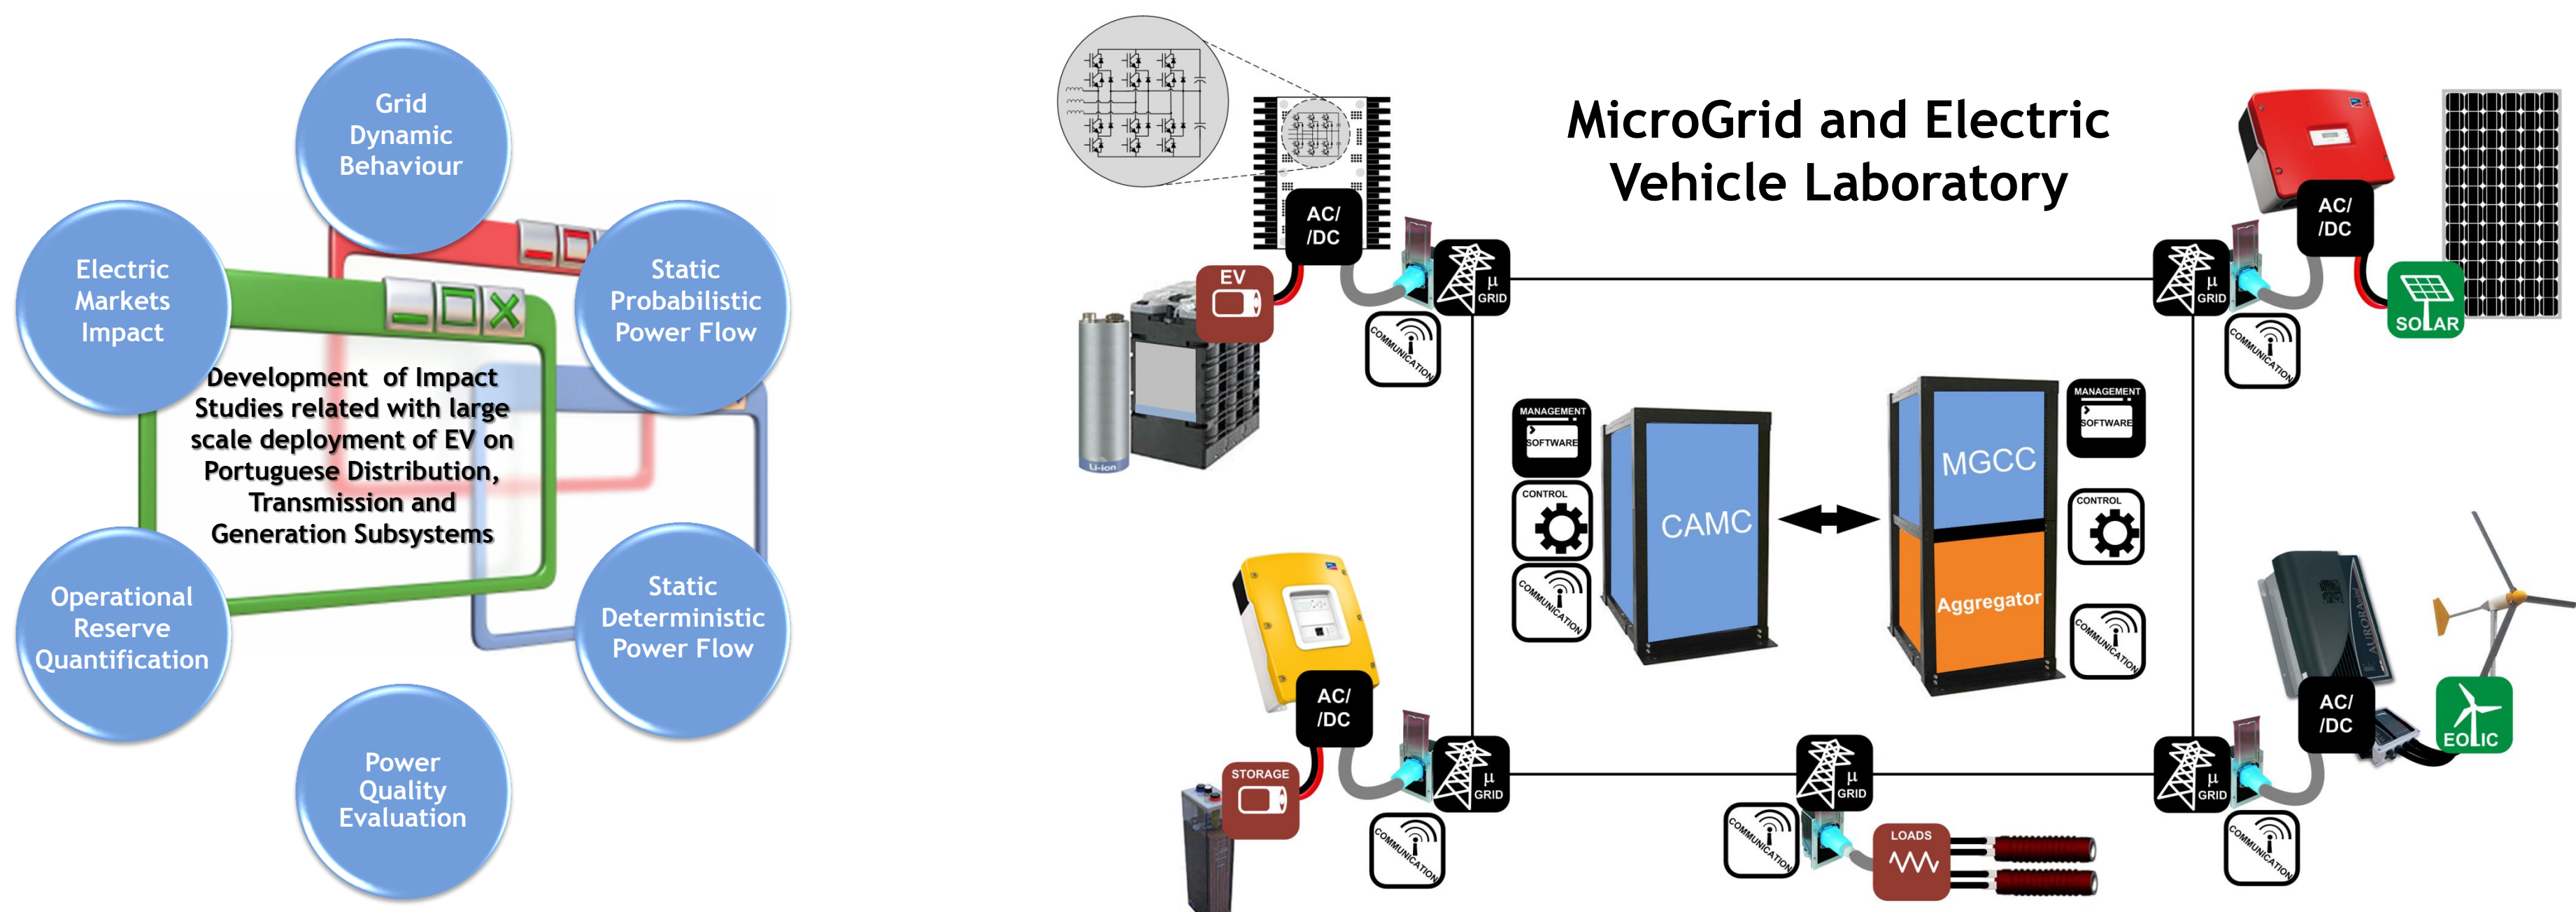 Grid
Dynamic
Behaviour
Electric
Markets
Impact
Static
Probabilistic
Power Flow
Development of Impact
Studies related with large
scale deployment of EV on
Portuguese Distribution,
Transmission and
Generation Subsystems
Operational
Reserve
Quantification
Static
Deterministic
Power Flow
Power
Quality
Evaluation
MicroGrid and Electric
Vehicle Laboratory
AC/
/DC
EV
μ
GRID
COMMUNICATION
Li-ion
μ
GRID
AC/
/DC
SOLAR
COMMUNICATION
MANAGEMENT
SOFTWARE
CONTROL
COMMUNICATION
CAMC
MGCC
Aggregator
MANAGEMENT
SOFTWARE
CONTROL
COMMUNICATION
AC/
/DC
STORAGE
μ
GRID
COMMUNICATION
μ
GRID
COMMUNICATION
LOADS
μ
GRID
COMMUNICATION
AURORA
AC/
/DC
EOLIC